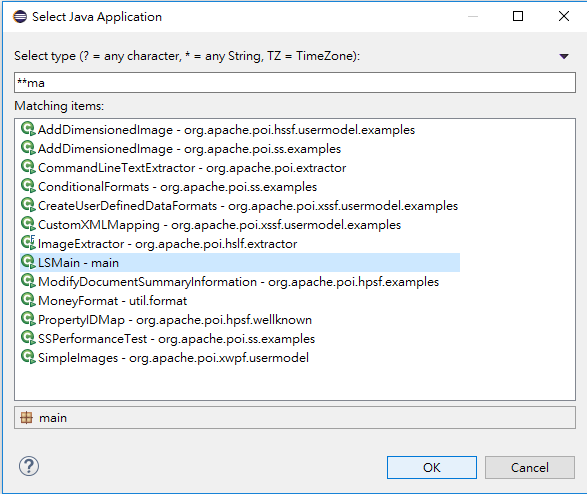 Select Java Application
Select type (? = any character, * = any String, TZ = TimeZone):
**ma
Matching items:
AddDimensionedImage - org.apache.poi.hssf.usermodel.examples
AddDimensionedImage - org.apache.poi.ss.examples
CommandLineTextExtractor - org.apache.poi.extractor
ConditionalFormats - org.apache.poi.ss.examples
CreateUserDefinedDataFormats - org.apache.poi.xssf.usermodel.examples
CustomXMLMapping - org.apache.poi.xssf.usermodel.examples
ImageExtractor - org.apache.poi.hslf.extractor
LSMain - main
ModifyDocumentSummaryInformation - org.apache.poi.hpsf.examples
MoneyFormat - util.format
PropertyIDMap - org.apache.poi.hpsf.wellknown
SSPerformanceTest - org.apache.poi.ss.examples
SimpleImages - org.apache.poi.xwpf.usermodel
main
?
OK
Cancel